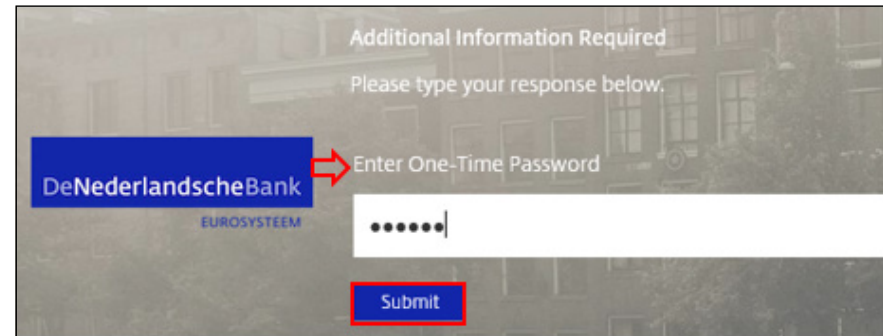 Additional Information Required
Please type your response below.
DeNederlandscheBank
EUROSYSTEEM
Enter One-Time Password
••••••
Submit